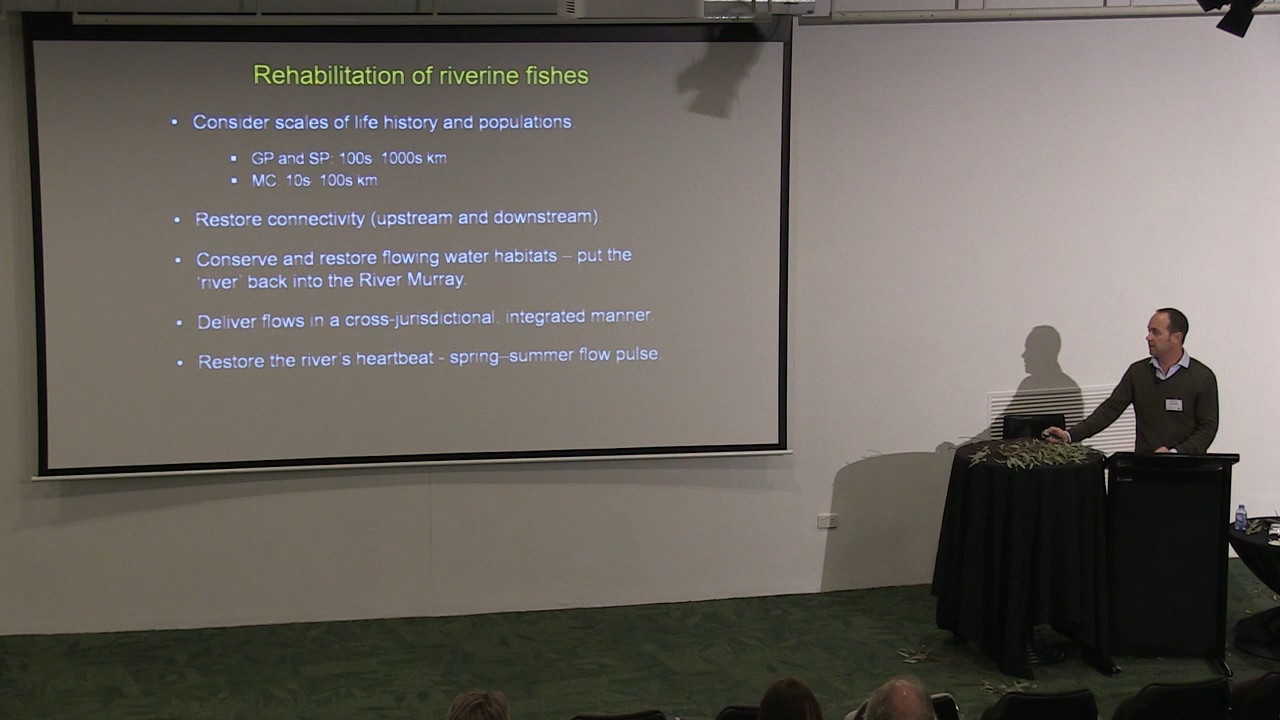 Rehabilitation of riverine fishes
• Consider scales of life history and populations.
▪ GP and SP: 100s–1000s km
▪ MC: 10s–100s km
• Restore connectivity (upstream and downstream).
• Conserve and restore flowing water habitats – put the
‘river’ back into the River Murray.
• Deliver flows in a cross-jurisdictional, integrated manner.
• Restore the river’s heartbeat - spring–summer flow pulse.